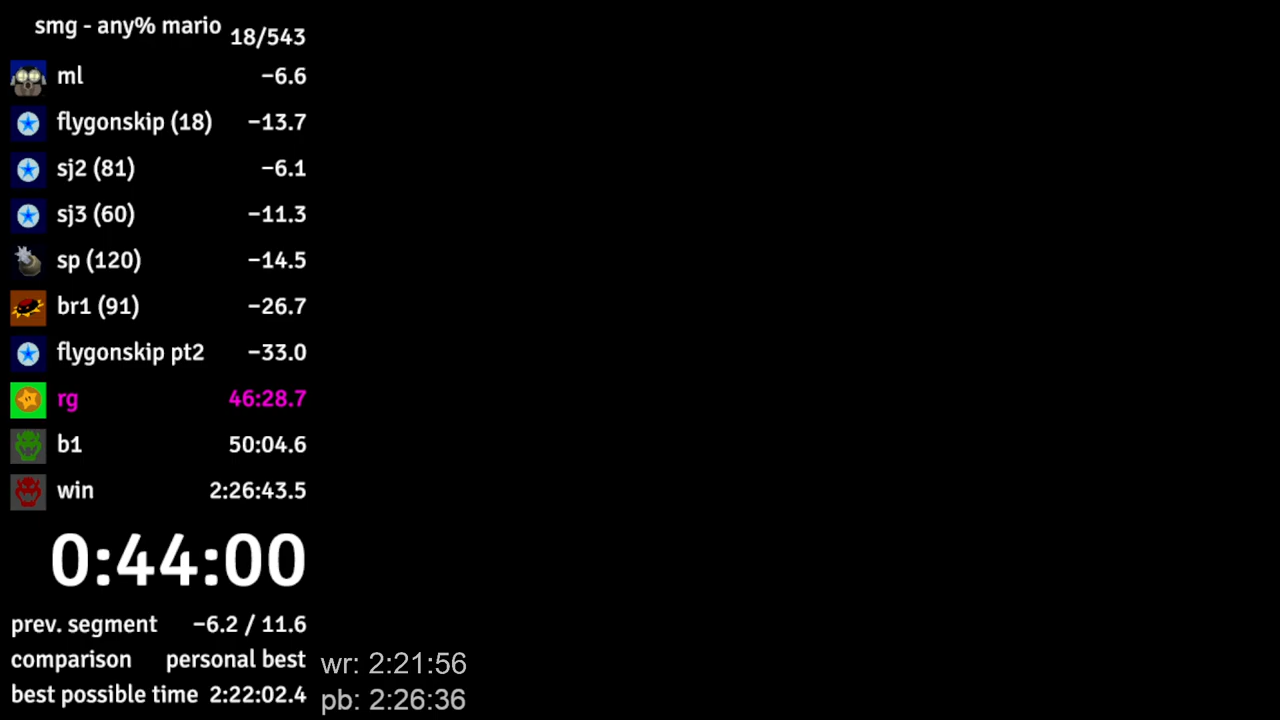 smg - any% mario 18/543
ml −6.6
flygonskip (18) −13.7
sj2 (81) −6.1
sj3 (60) −11.3
sp (120) −14.5
br1 (91) −26.7
flygonskip pt2 −33.0
rg 46:28.7
b1 50:04.6
win 2:26:43.5
0:44:00
prev. segment −6.2 / 11.6
comparison personal best
best possible time 2:22:02.4
wr: 2:21:56
pb: 2:26:36